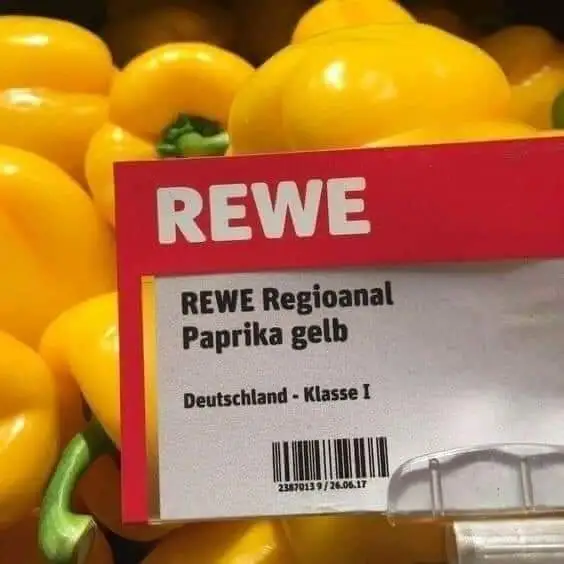 REWE
REWE Regioanal
Paprika gelb
Deutschland - Klasse I
2387013 9 / 26.06.17